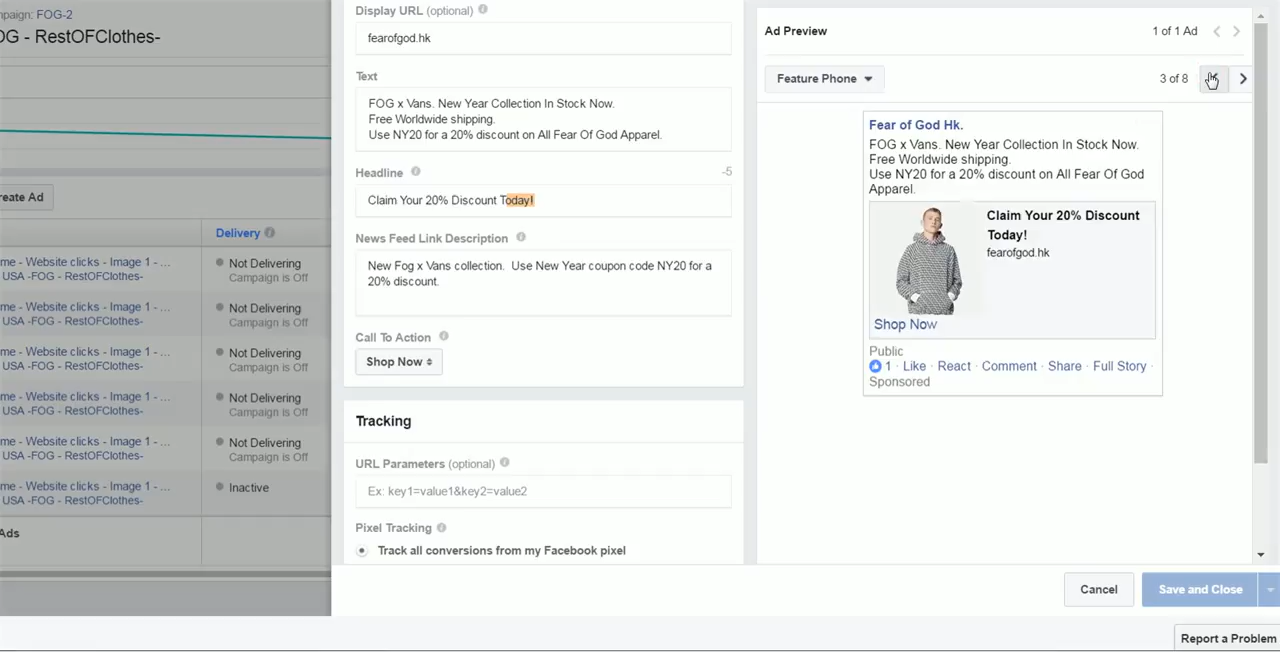 mpaign: FOG-2
OG - RestOFClothes-
reate Ad
Delivery
me - Website clicks - Image 1 - ...
USA -FOG - RestOFClothes-
Not Delivering
Campaign is Off
me - Website clicks - Image 1 - ...
USA -FOG - RestOFClothes-
Not Delivering
Campaign is Off
me - Website clicks - Image 1 - ...
USA -FOG - RestOFClothes-
Not Delivering
Campaign is Off
me - Website clicks - Image 1 - ...
USA -FOG - RestOFClothes-
Not Delivering
Campaign is Off
me - Website clicks - Image 1 - ...
USA -FOG - RestOFClothes-
Not Delivering
Campaign is Off
me - Website clicks - Image 1 - ...
USA -FOG - RestOFClothes-
Inactive
Ads
Display URL (optional)
fearofgod.hk
Text
FOG x Vans. New Year Collection In Stock Now.
Free Worldwide shipping.
Use NY20 for a 20% discount on All Fear Of God Apparel.
Headline
-5
Claim Your 20% Discount Today!
News Feed Link Description
New Fog x Vans collection. Use New Year coupon code NY20 for a
20% discount.
Call To Action
Shop Now
Tracking
URL Parameters (optional)
Ex: key1=value1&key2=value2
Pixel Tracking
Track all conversions from my Facebook pixel
Ad Preview
1 of 1 Ad
Feature Phone
3 of 8
Fear of God Hk.
FOG x Vans. New Year Collection In Stock Now.
Free Worldwide shipping.
Use NY20 for a 20% discount on All Fear Of God
Apparel.
Claim Your 20% Discount
Today!
fearofgod.hk
Shop Now
Public
1 · Like · React · Comment · Share · Full Story ·
Sponsored
Cancel
Save and Close
Report a Problem